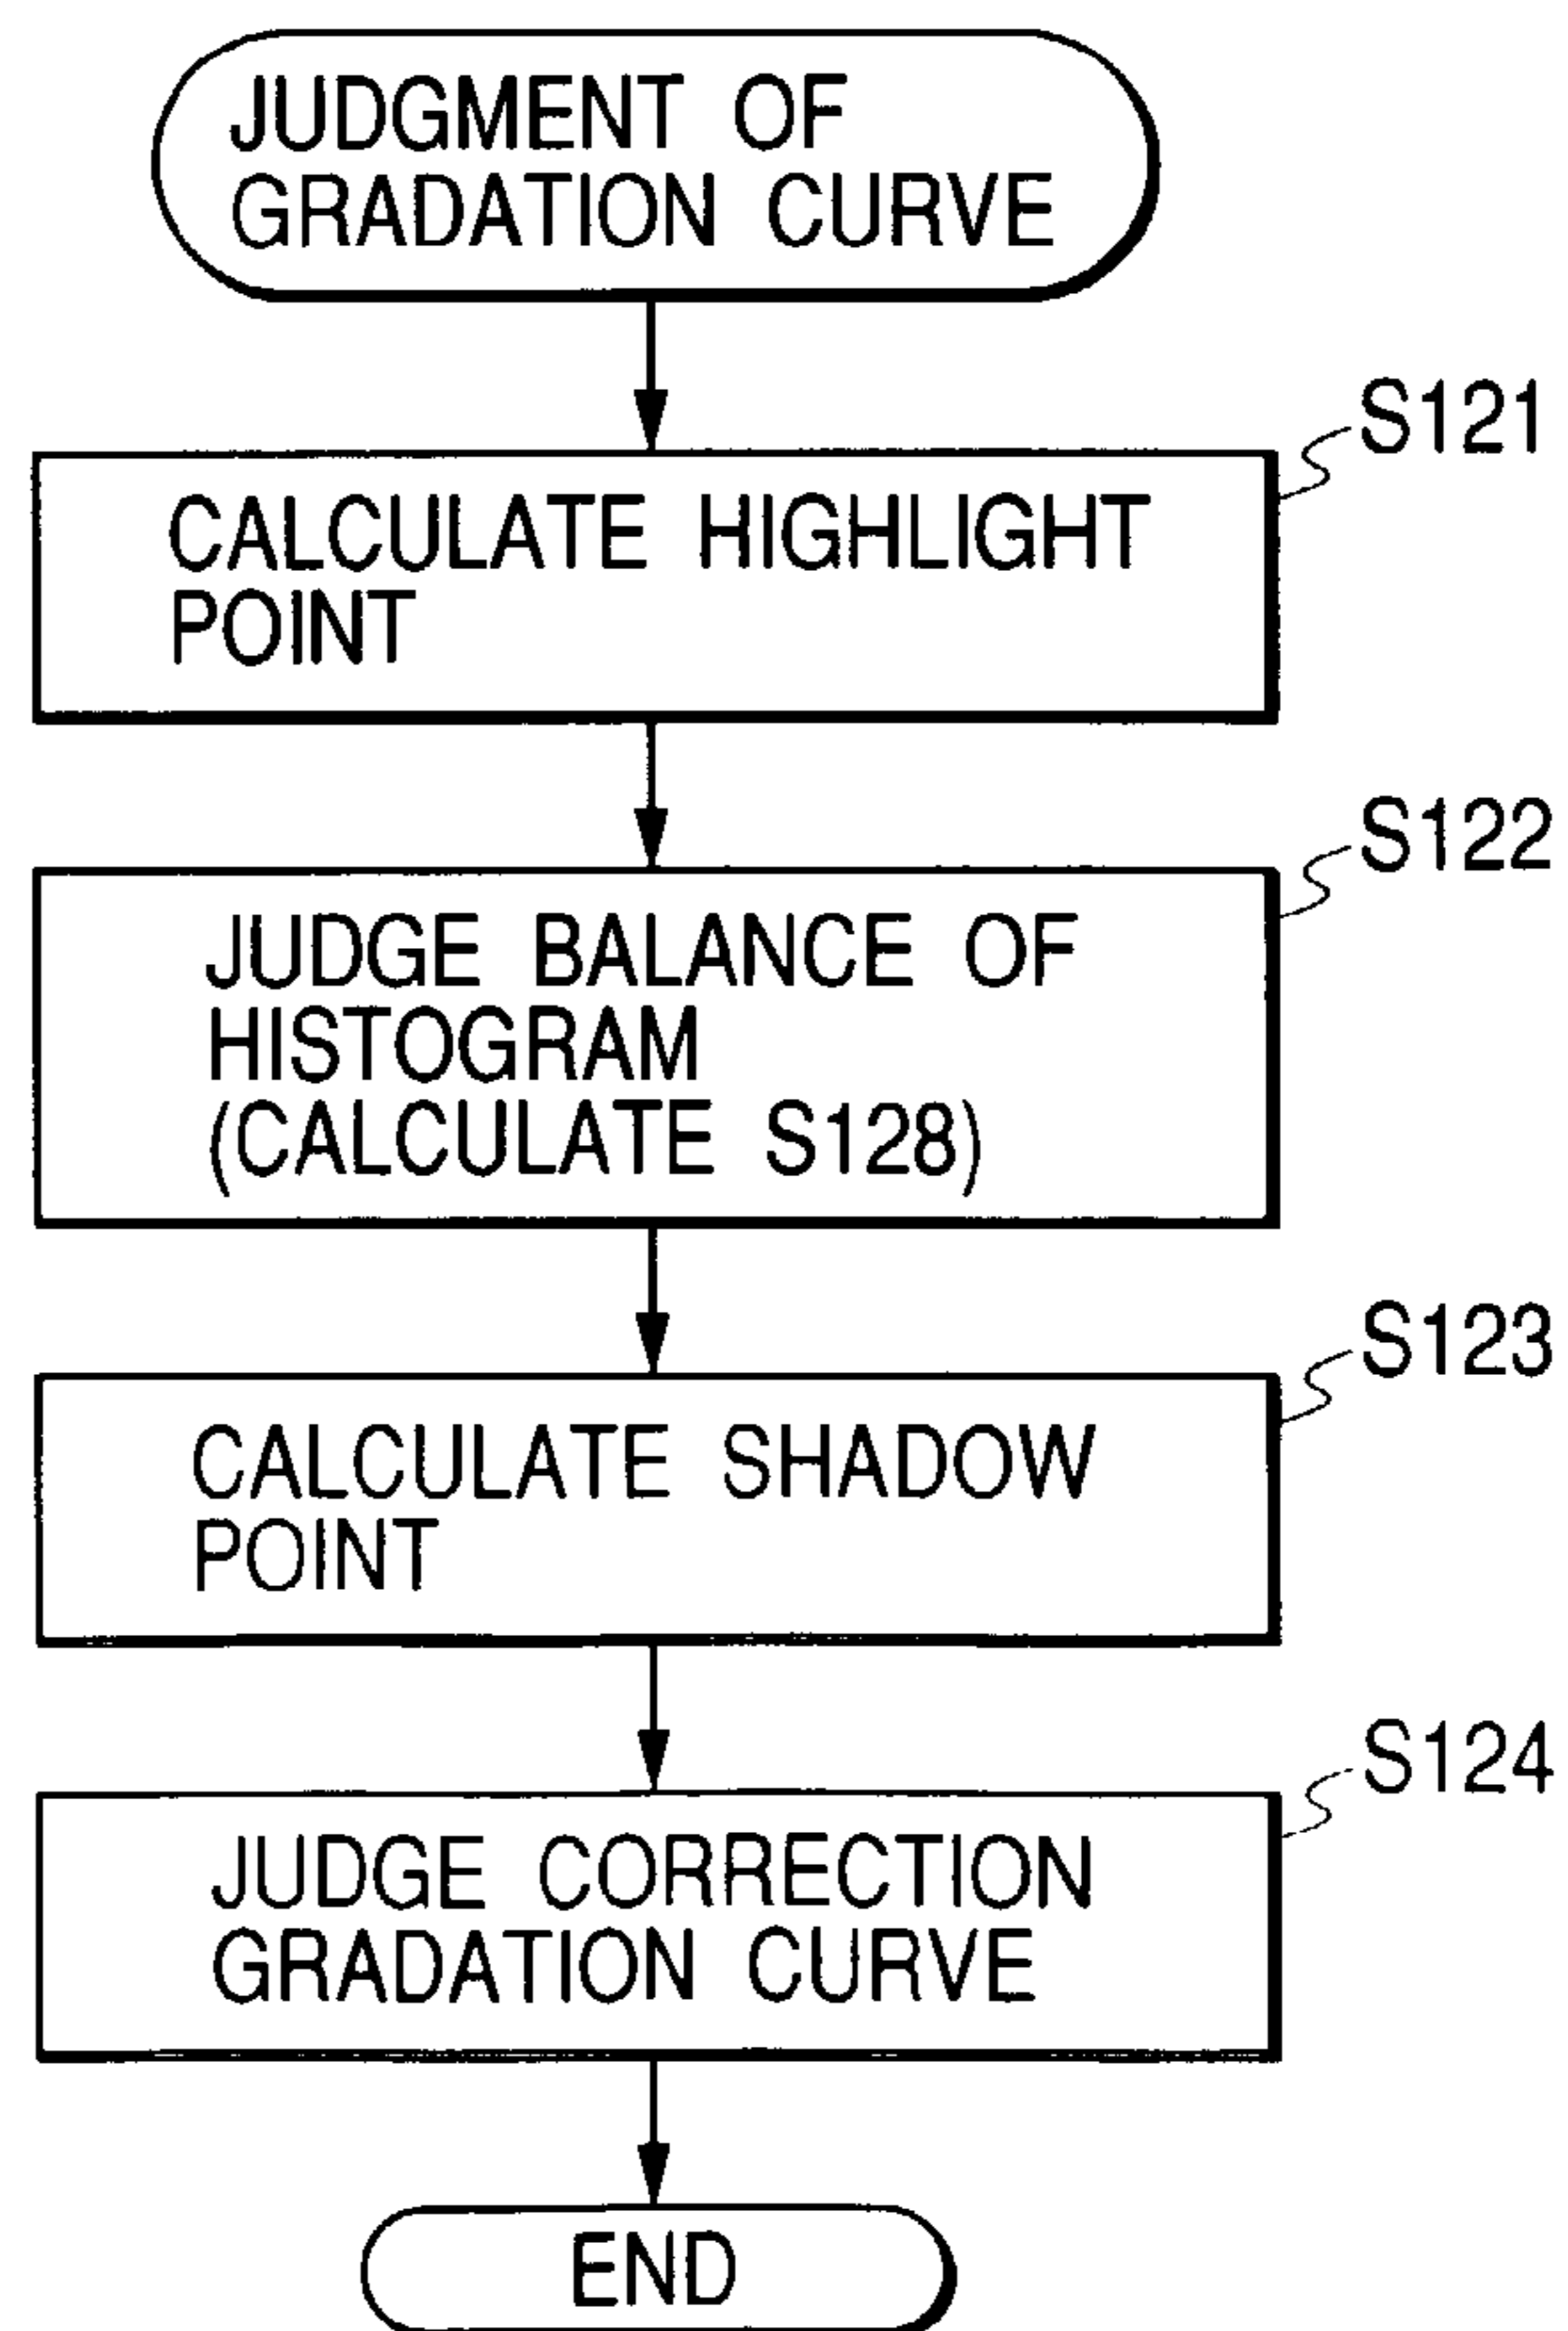 JUDGMENT OF
GRADATION CURVE
S121
CALCULATE HIGHLIGHT
POINT
S122
JUDGE BALANCE OF
HISTOGRAM
(CALCULATE S128)
S123
CALCULATE SHADOW
POINT
S124
JUDGE CORRECTION
GRADATION CURVE
END